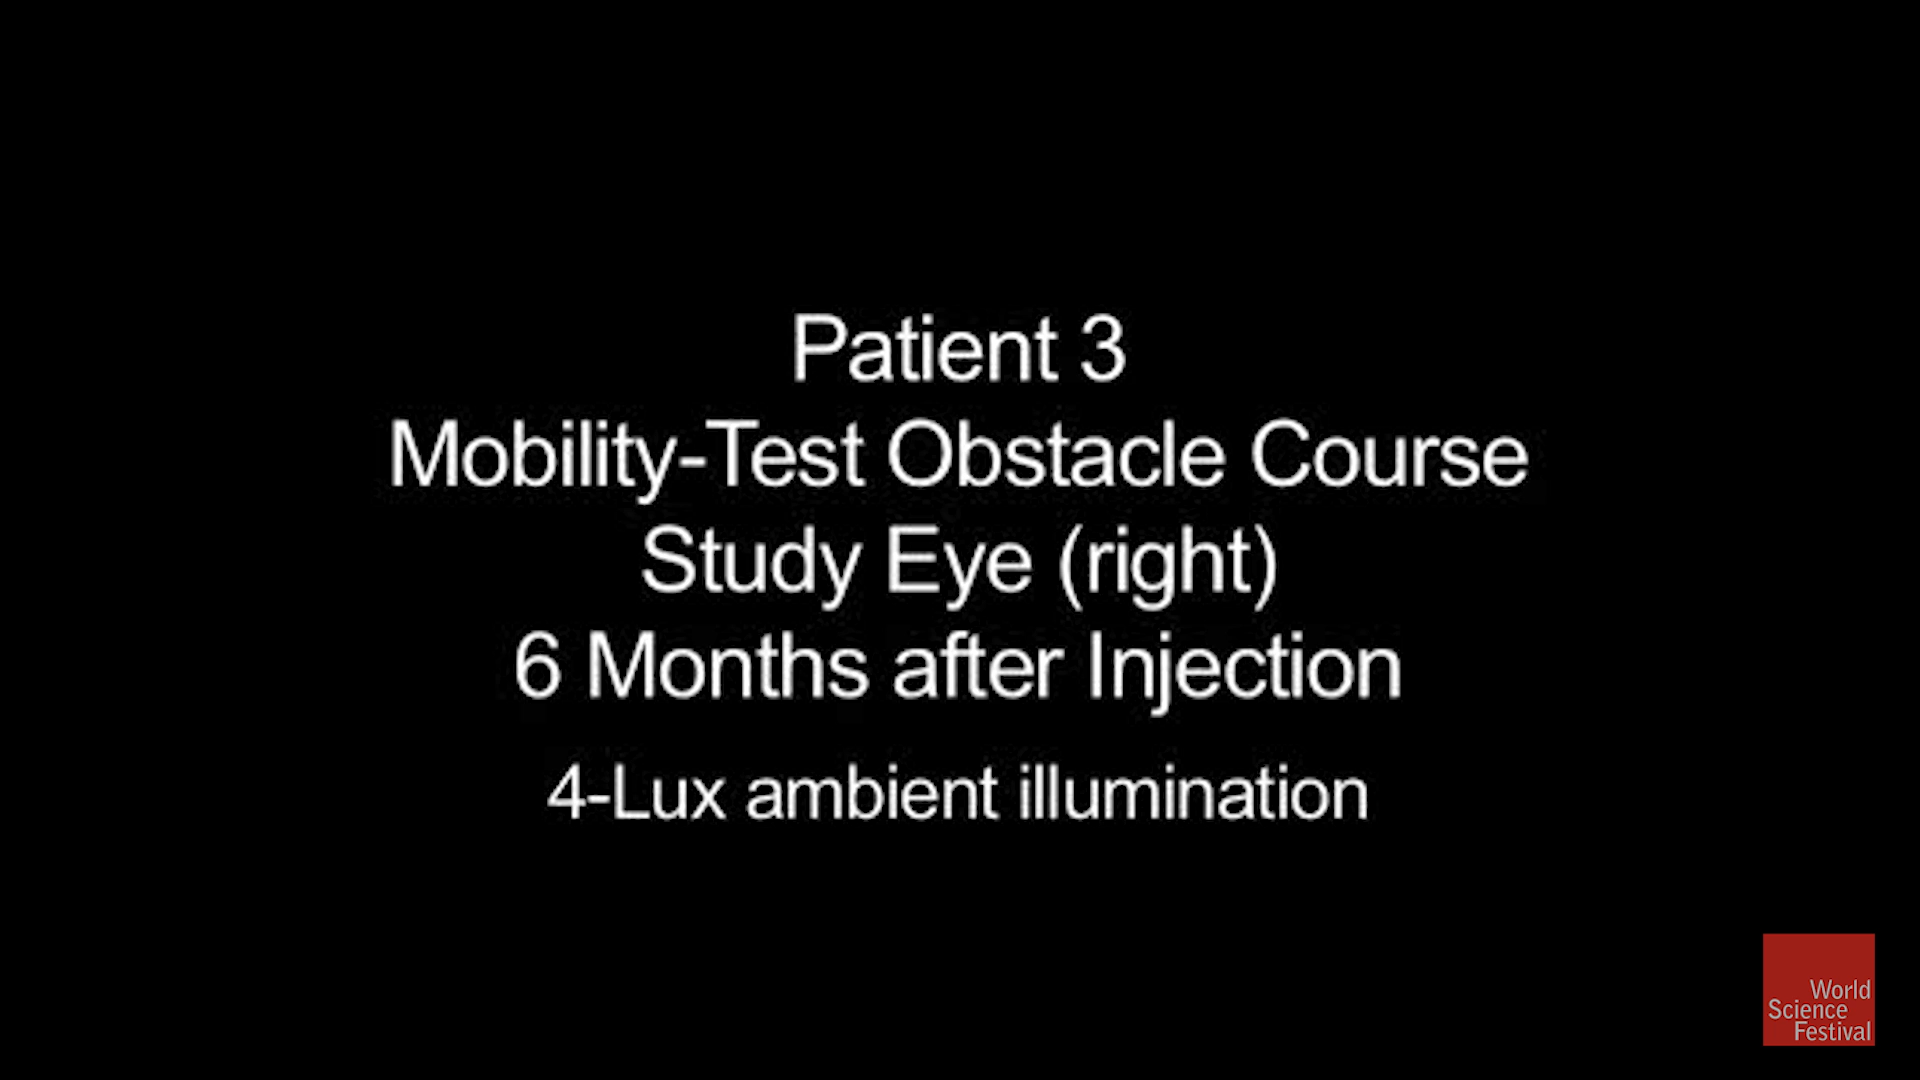 Patient 3
Mobility-Test Obstacle Course
Study Eye (right)
6 Months after Injection
4-Lux ambient illumination
World
Science
Festival